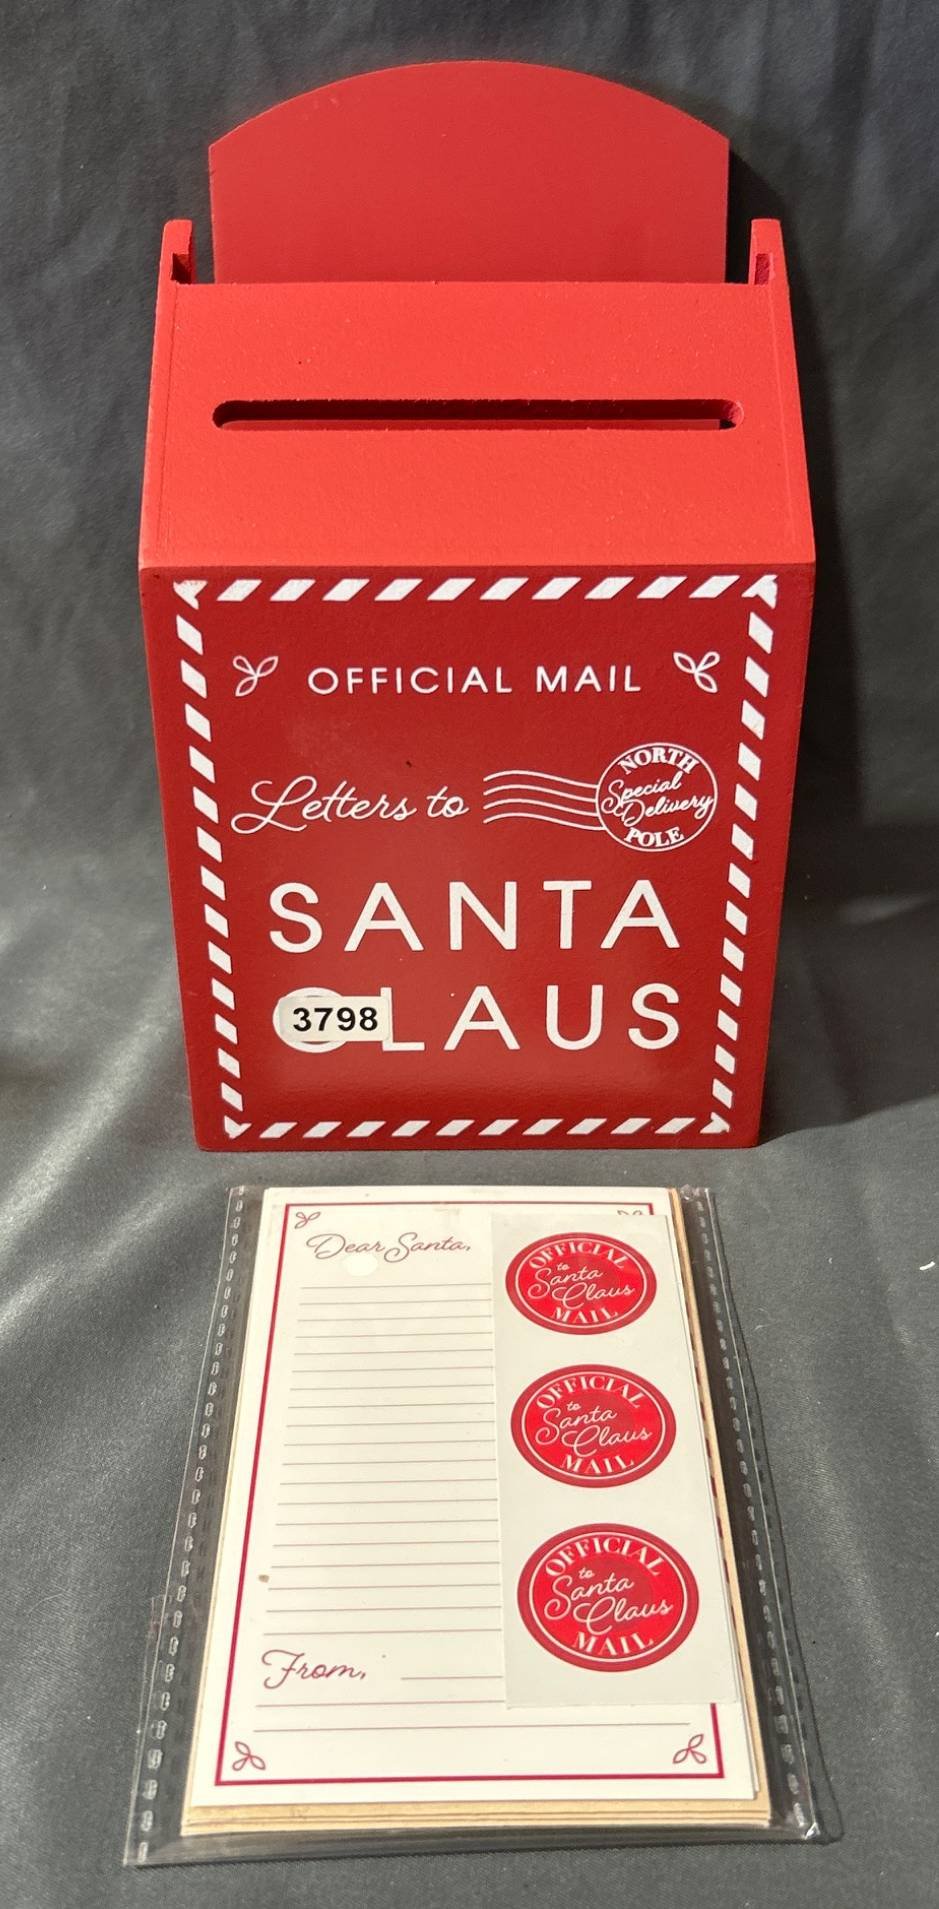 OFFICIAL MAIL
Letters to
NORTH
Special
Delivery
POLE
SANTA
3798 LAUS
Dear Santa,
OFFICIAL
to
Santa
Claus
MAIL
OFFICIAL
to
Santa
Claus
MAIL
OFFICIAL
to
Santa
Claus
MAIL
From,